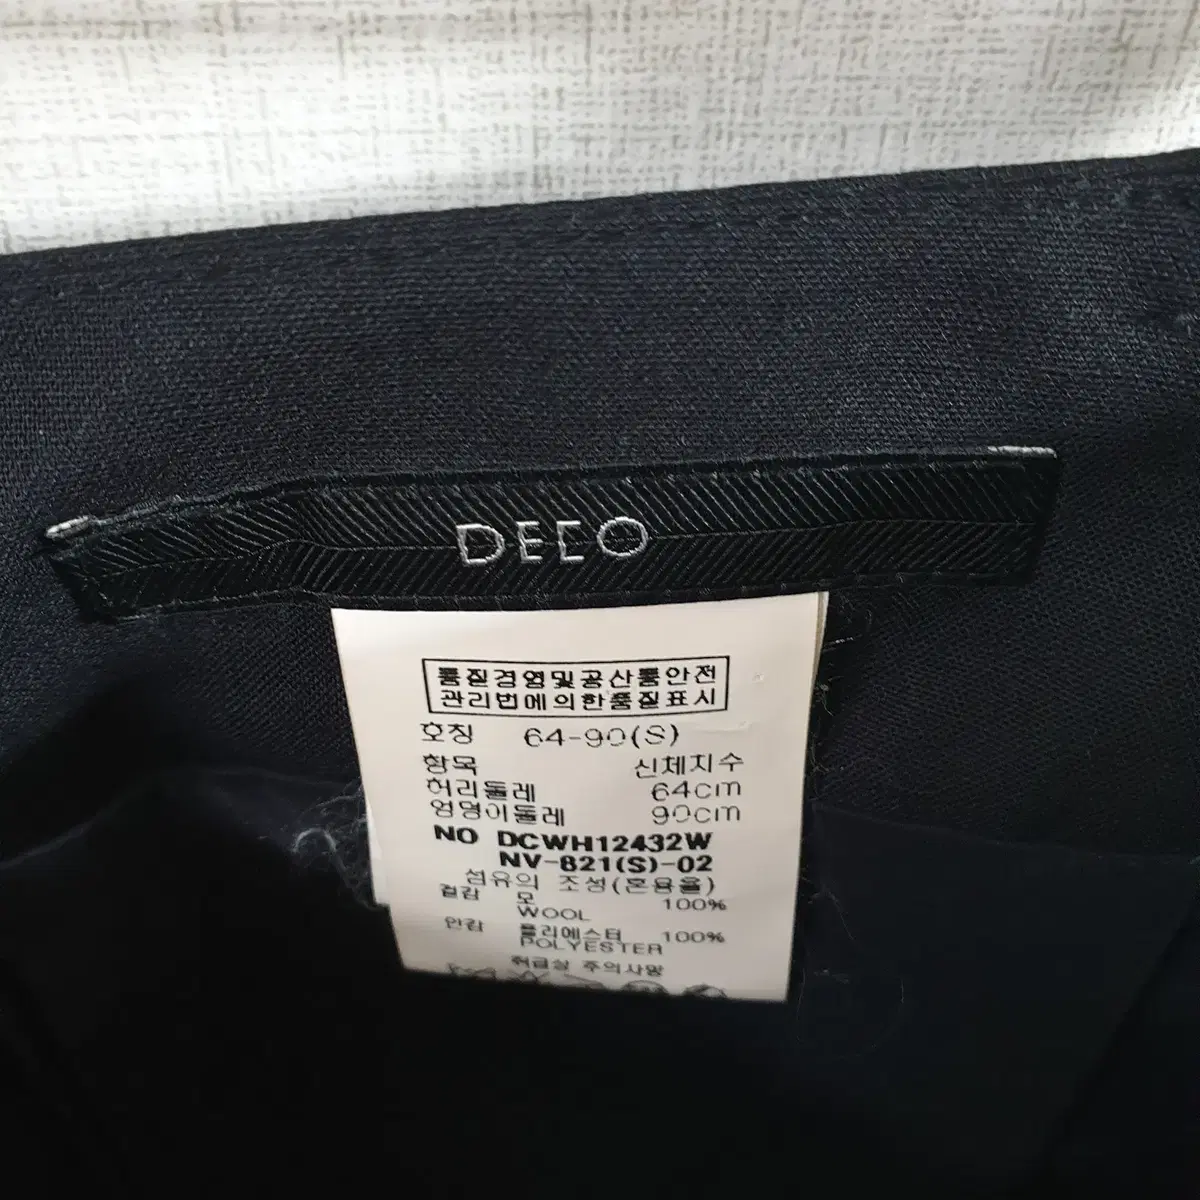 DECO
품질경영및공산품안전
관리법에의한품질표시
호칭 64-90(S)
항목 신체치수
허리둘레 64cm
엉덩이둘레 90cm
NO DCWH12432W
NV-821(S)-02
섬유의 조성(혼용율)
겉감 모 100%
WOOL
안감 폴리에스터 100%
POLYESTER
취급상 주의사항